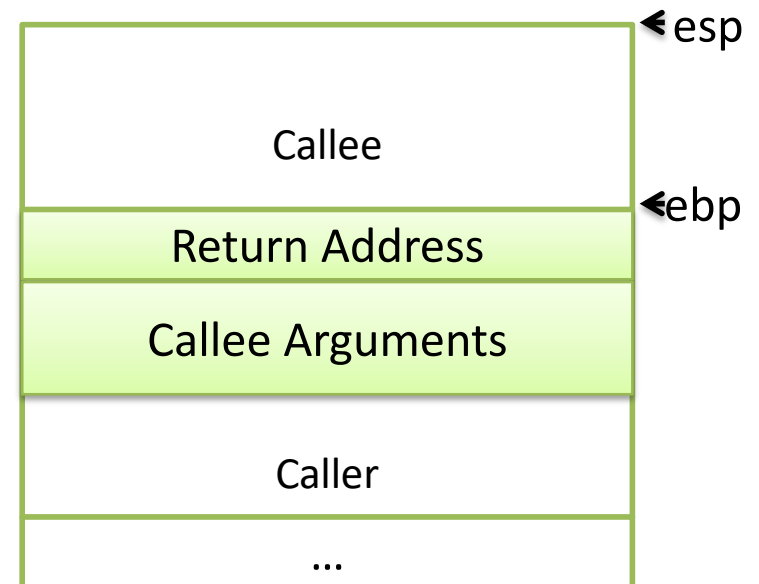 esp
Callee
ebp
Return Address
Callee Arguments
Caller
...